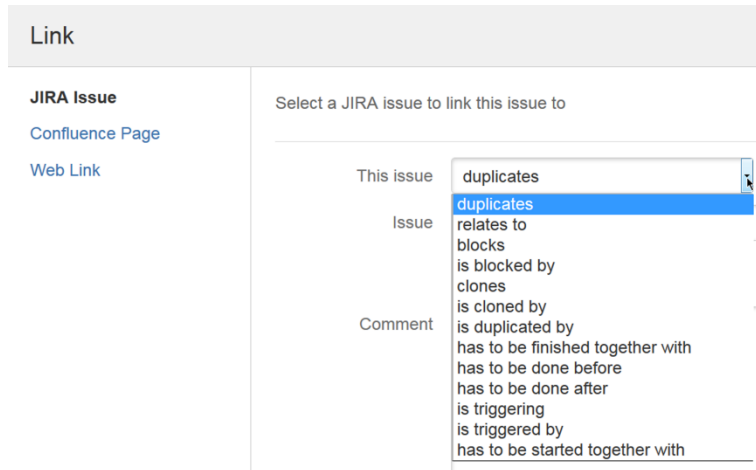 Link
JIRA Issue
Confluence Page
Web Link
Select a JIRA issue to link this issue to
This issue
duplicates
duplicates
relates to
Issue
blocks
is blocked by
clones
is cloned by
Comment
is duplicated by
has to be finished together with
has to be done before
has to be done after
is triggering
is triggered by
has to be started together with